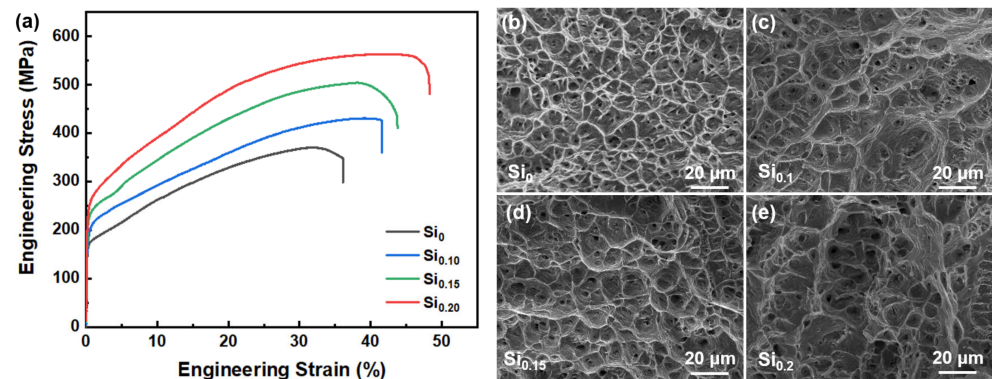 (a)
600
500
400
300
200
100
0
Engineering Stress (MPa)
0 10 20 30 40 50
Engineering Strain (%)
Si₀
Si₀.₁₀
Si₀.₁₅
Si₀.₂₀
(b)
Si₀
20 μm
(c)
Si₀.₁
20 μm
(d)
Si₀.₁₅
20 μm
(e)
Si₀.₂
20 μm